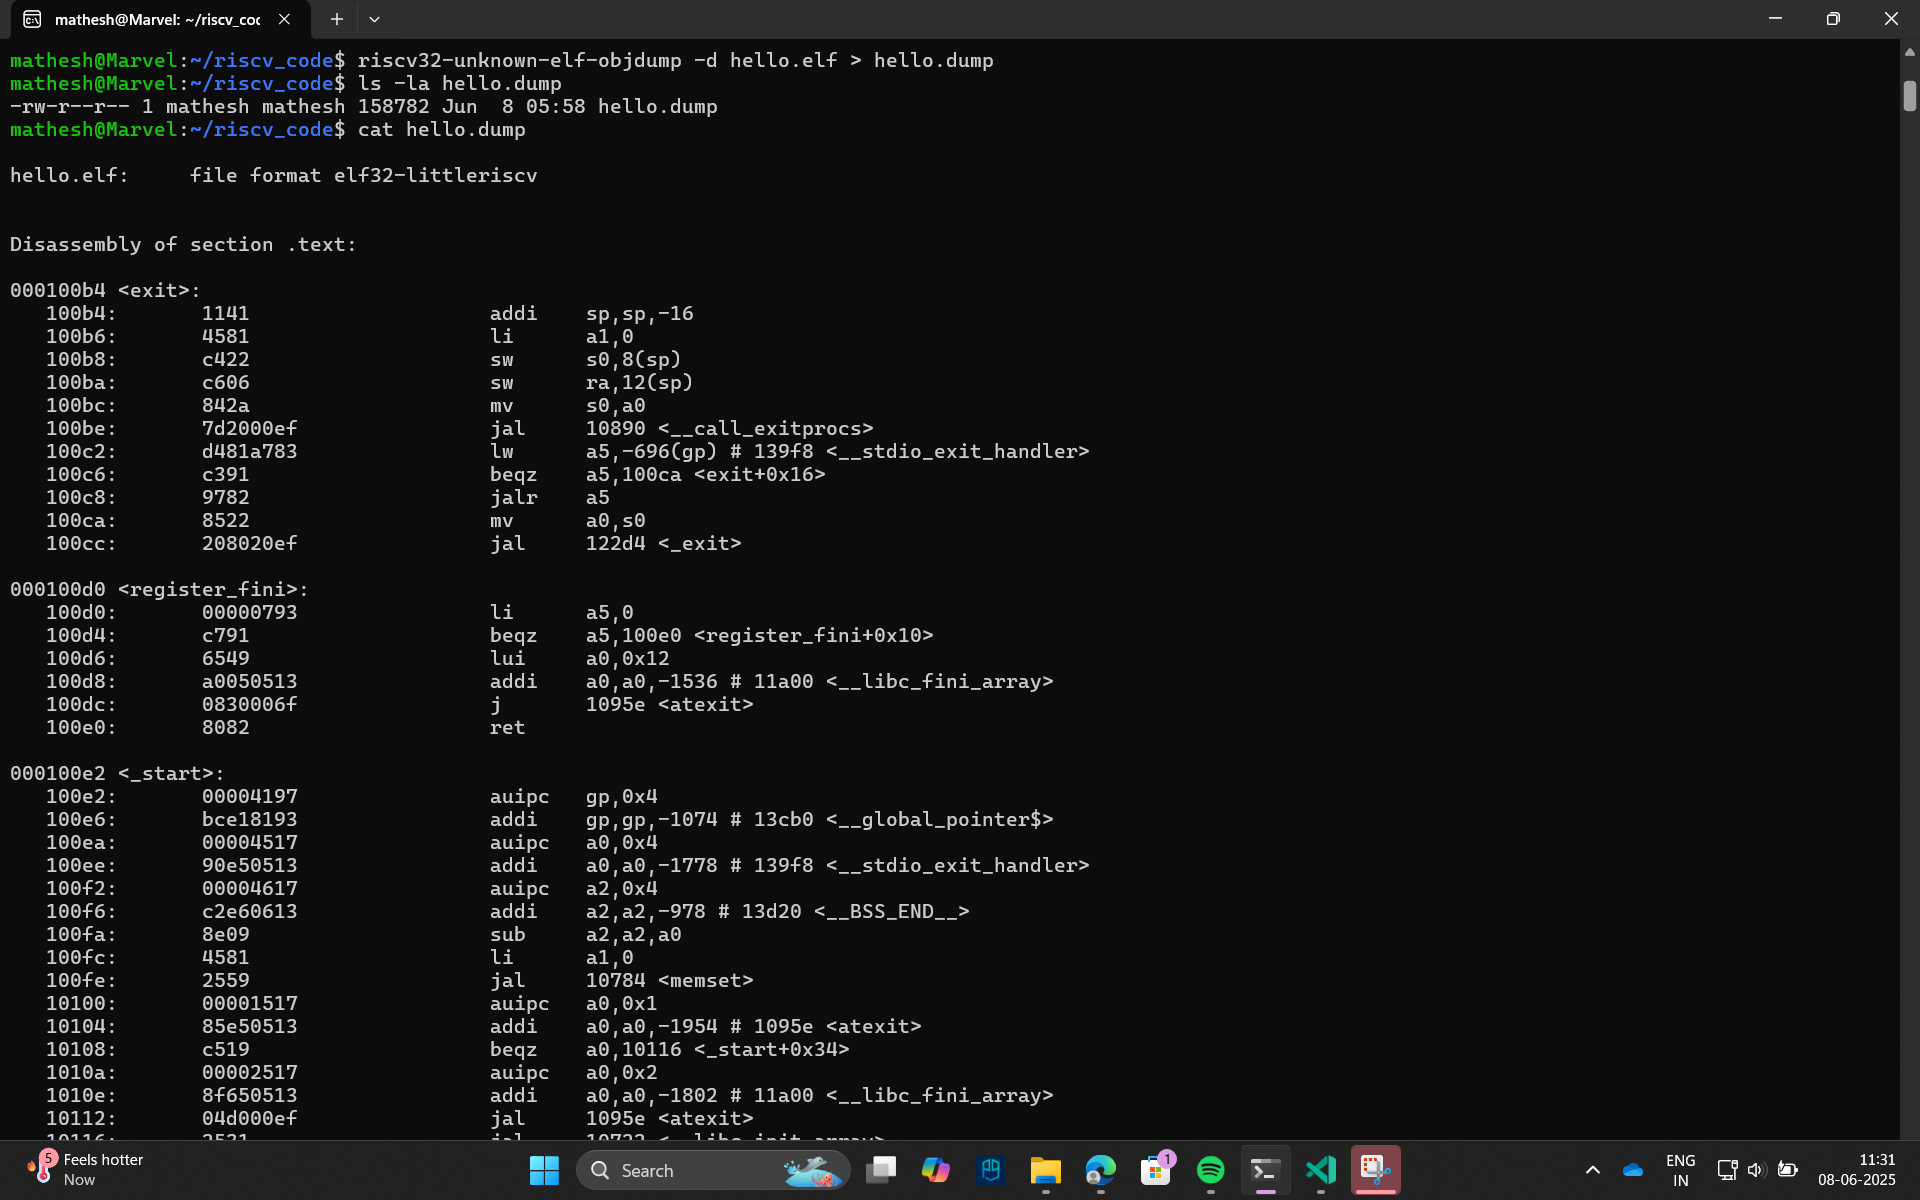 mathesh@Marvel: ~/riscv_coc
mathesh@Marvel:~/riscv_code$ riscv32-unknown-elf-objdump -d hello.elf > hello.dump
mathesh@Marvel:~/riscv_code$ ls -la hello.dump
-rw-r--r-- 1 mathesh mathesh 158782 Jun  8 05:58 hello.dump
mathesh@Marvel:~/riscv_code$ cat hello.dump
hello.elf:     file format elf32-littleriscv
Disassembly of section .text:
000100b4 <exit>:
100b4: 1141 addi sp,sp,-16
100b6: 4581 li a1,0
100b8: c422 sw s0,8(sp)
100ba: c606 sw ra,12(sp)
100bc: 842a mv s0,a0
100be: 7d2000ef jal 10890 <__call_exitprocs>
100c2: d481a783 lw a5,-696(gp) # 139f8 <__stdio_exit_handler>
100c6: c391 beqz a5,100ca <exit+0x16>
100c8: 9782 jalr a5
100ca: 8522 mv a0,s0
100cc: 208020ef jal 122d4 <_exit>
000100d0 <register_fini>:
100d0: 00000793 li a5,0
100d4: c791 beqz a5,100e0 <register_fini+0x10>
100d6: 6549 lui a0,0x12
100d8: a0050513 addi a0,a0,-1536 # 11a00 <__libc_fini_array>
100dc: 0830006f j 1095e <atexit>
100e0: 8082 ret
000100e2 <_start>:
100e2: 00004197 auipc gp,0x4
100e6: bce18193 addi gp,gp,-1074 # 13cb0 <__global_pointer$>
100ea: 00004517 auipc a0,0x4
100ee: 90e50513 addi a0,a0,-1778 # 139f8 <__stdio_exit_handler>
100f2: 00004617 auipc a2,0x4
100f6: c2e60613 addi a2,a2,-978 # 13d20 <__BSS_END__>
100fa: 8e09 sub a2,a2,a0
100fc: 4581 li a1,0
100fe: 2559 jal 10784 <memset>
10100: 00001517 auipc a0,0x1
10104: 85e50513 addi a0,a0,-1954 # 1095e <atexit>
10108: c519 beqz a0,10116 <_start+0x34>
1010a: 00002517 auipc a0,0x2
1010e: 8f650513 addi a0,a0,-1802 # 11a00 <__libc_fini_array>
10112: 04d000ef jal 1095e <atexit>
5
Feels hotter
Now
Search
1
ENG
IN
11:31
08-06-2025